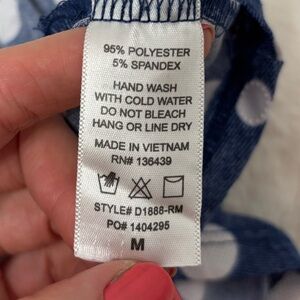 95% POLYESTER
5% SPANDEX
HAND WASH
WITH COLD WATER
DO NOT BLEACH
HANG OR LINE DRY
MADE IN VIETNAM
RN# 136439
STYLE# D1888-RM
PO# 1404295
M